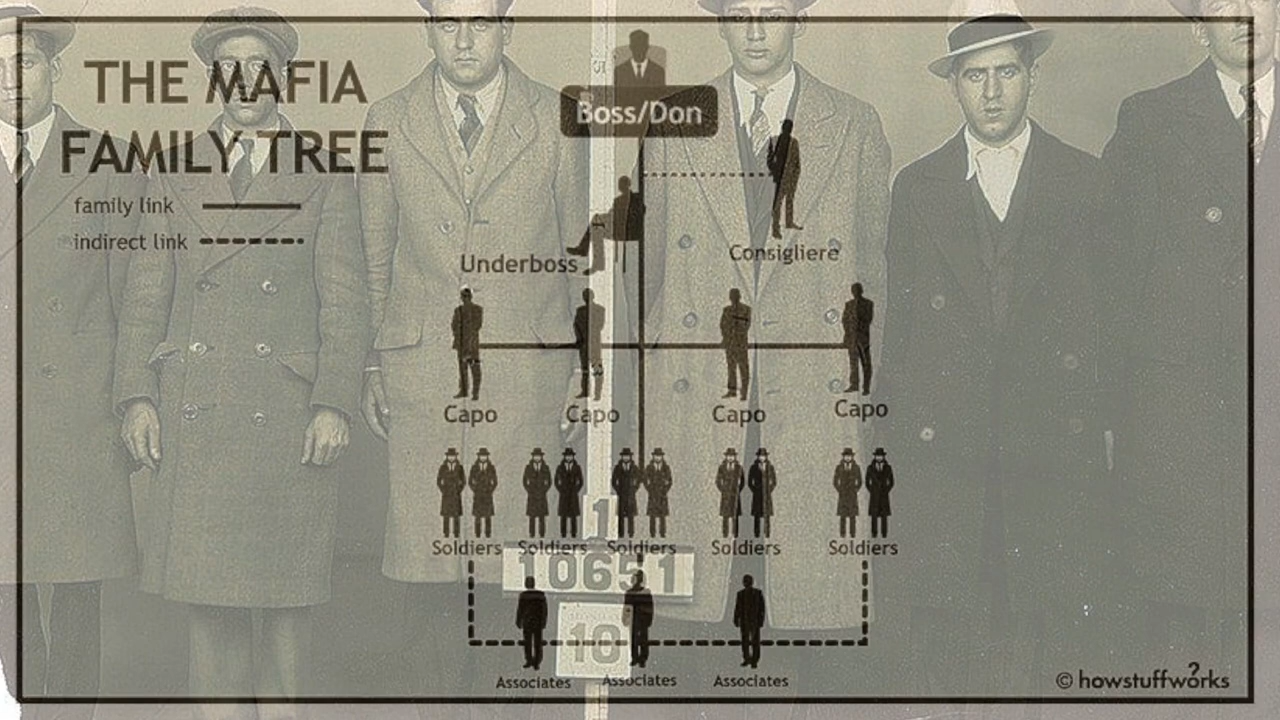 THE MAFIA
FAMILY TREE
family link
indirect link
Boss/Don
Consigliere
Underboss
Capo Capo Capo Capo
Soldiers Soldiers Soldiers Soldiers Soldiers
1
10651
10
Associates Associates Associates
© howstuffworks
?